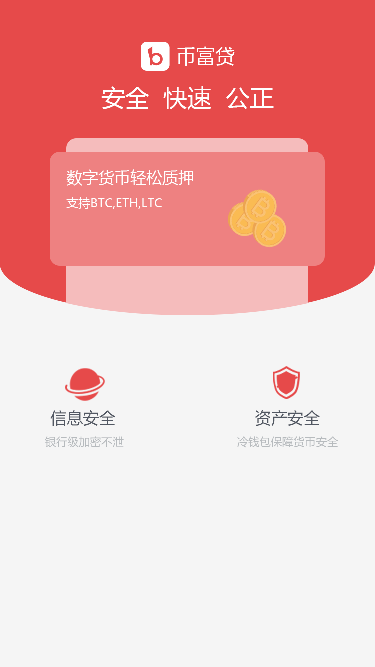 币富贷
安全 快速 公正
数字货币轻松质押
支持BTC,ETH,LTC
信息安全
资产安全
银行级加密不泄
冷钱包保障货币安全